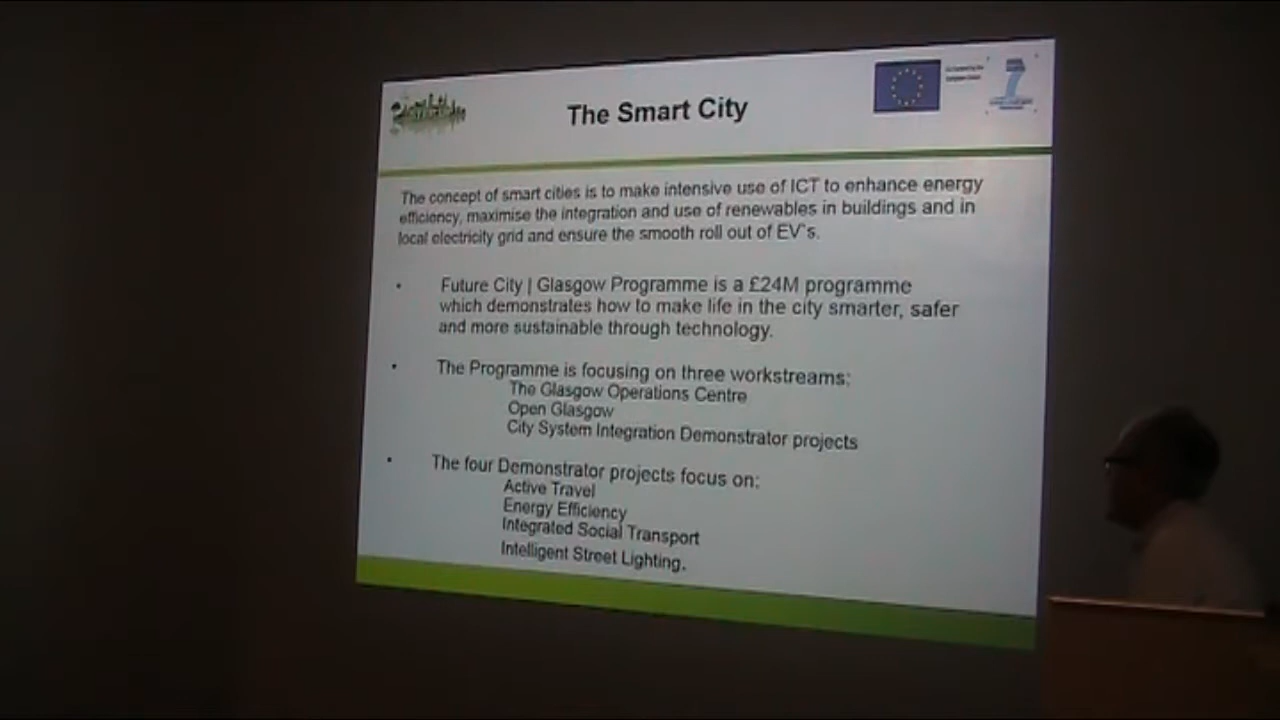 The Smart City
The concept of smart cities is to make intensive use of ICT to enhance energy
efficiency, maximise the integration and use of renewables in buildings and in
local electricity grid and ensure the smooth roll out of EV`s.
• Future City | Glasgow Programme is a £24M programme
which demonstrates how to make life in the city smarter, safer
and more sustainable through technology.
• The Programme is focusing on three workstreams:
The Glasgow Operations Centre
Open Glasgow
City System Integration Demonstrator projects
• The four Demonstrator projects focus on:
Active Travel
Energy Efficiency
Integrated Social Transport
Intelligent Street Lighting.